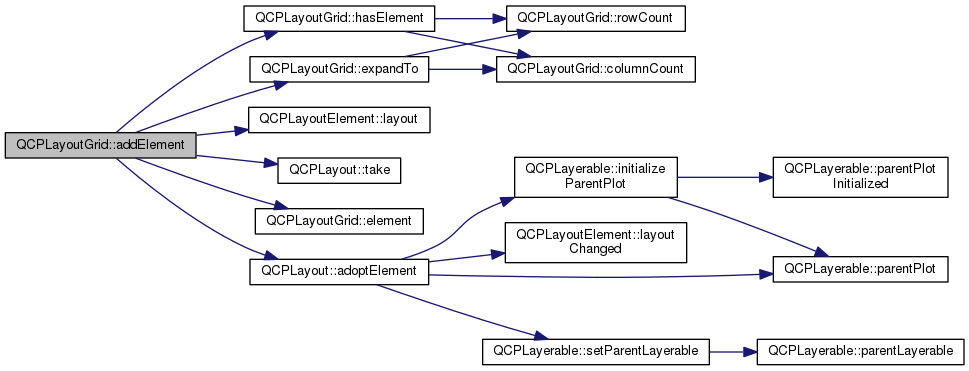 QCPLayoutGrid::addElement
QCPLayoutGrid::hasElement
QCPLayoutGrid::rowCount
QCPLayoutGrid::expandTo
QCPLayoutGrid::columnCount
QCPLayoutElement::layout
QCPLayout::take
QCPLayoutGrid::element
QCPLayout::adoptElement
QCPLayerable::initialize
ParentPlot
QCPLayerable::parentPlot
Initialized
QCPLayoutElement::layout
Changed
QCPLayerable::parentPlot
QCPLayerable::setParentLayerable
QCPLayerable::parentLayerable